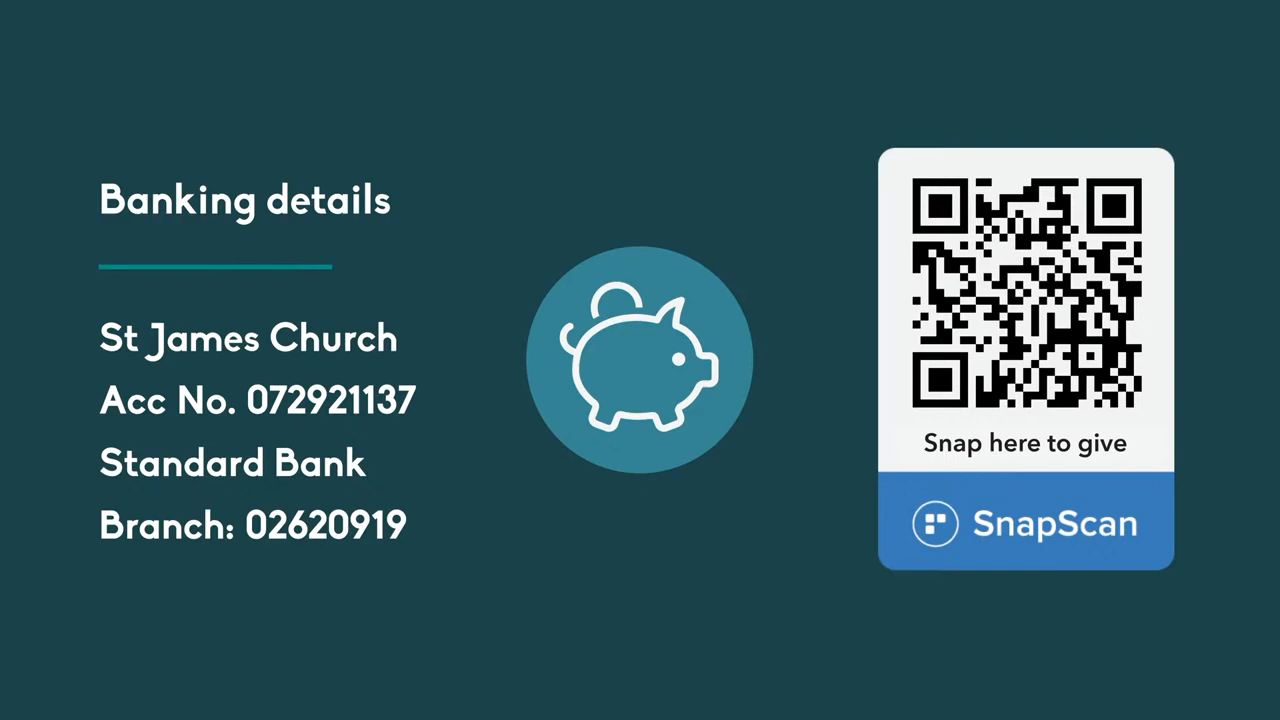 Banking details
St James Church
Acc No. 072921137
Standard Bank
Branch: 02620919
Snap here to give
SnapScan